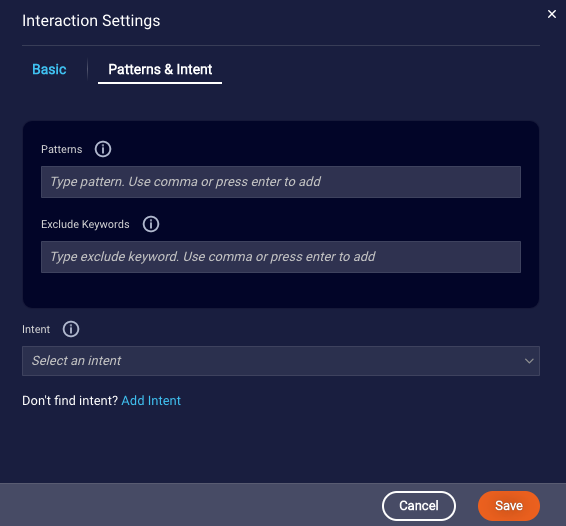 Interaction Settings
Basic
Patterns & Intent
Patterns
Type pattern. Use comma or press enter to add
Exclude Keywords
Type exclude keyword. Use comma or press enter to add
Intent
Select an intent
Don't find intent? Add Intent
Cancel
Save